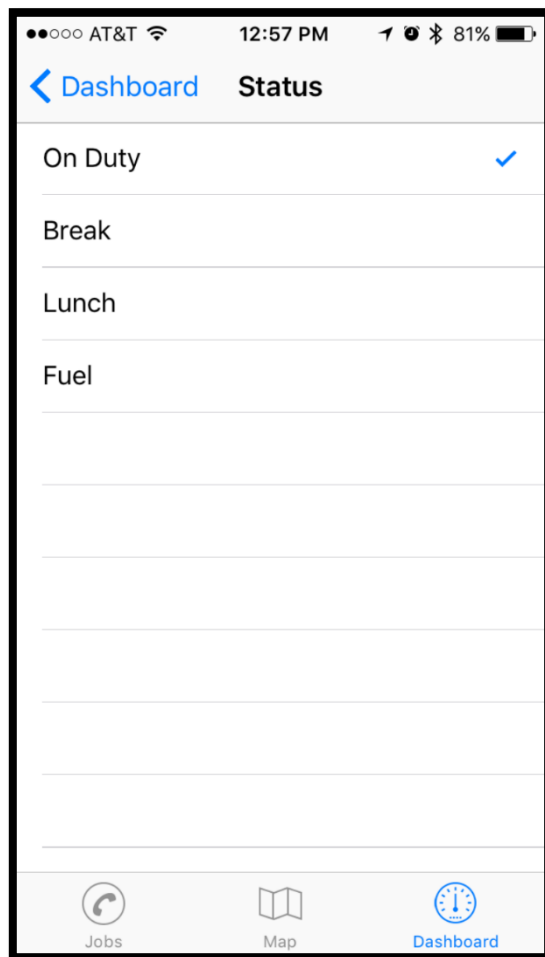 AT&T 12:57 PM 81%
Dashboard Status
On Duty
Break
Lunch
Fuel
Jobs Map Dashboard